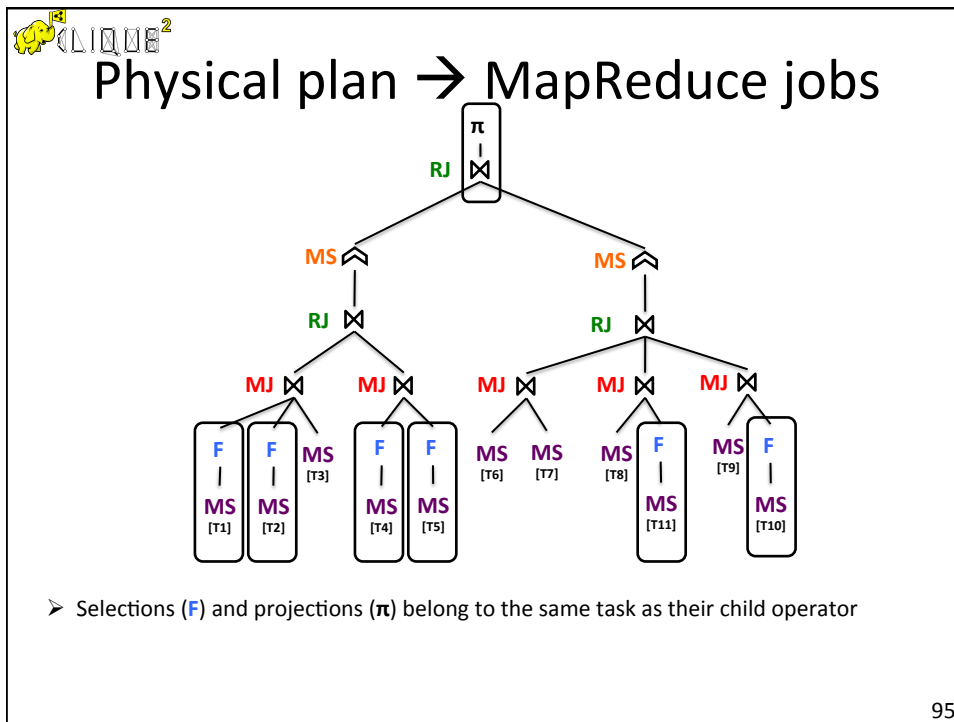 CLIQUE²
Physical plan → MapReduce jobs
π
RJ ⋈
MS MS
RJ ⋈ RJ ⋈
MJ ⋈ MJ ⋈ MJ ⋈ MJ ⋈ MJ ⋈
F F MS F F MS MS MS F MS F
[T3] [T6] [T7] [T8] [T9]
MS MS MS MS MS MS
[T1] [T2] [T4] [T5] [T11] [T10]
➢ Selections (F) and projections (π) belong to the same task as their child operator
95